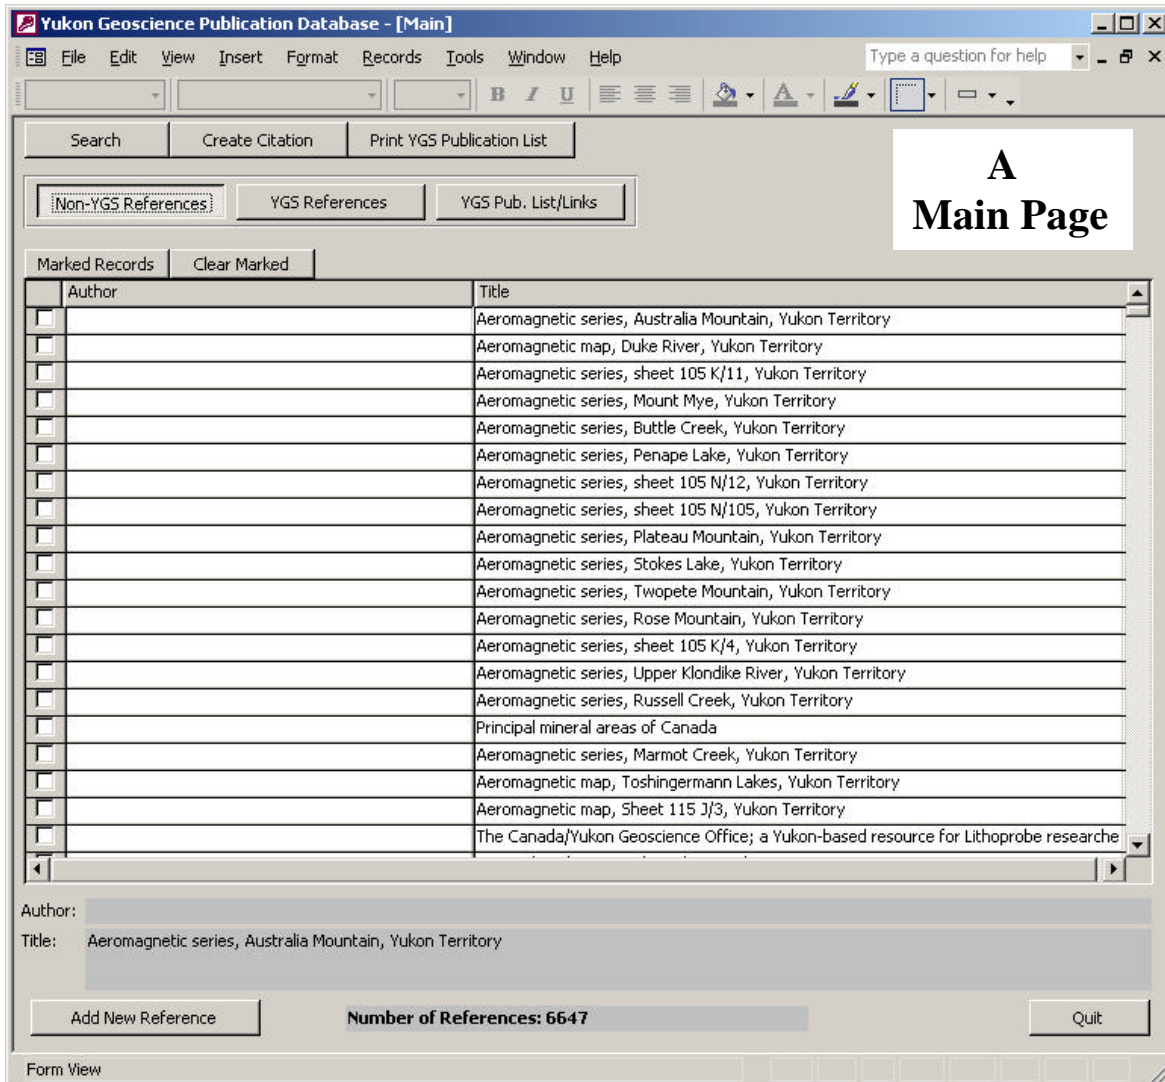 Yukon Geoscience Publication Database - [Main]
File Edit View Insert Format Records Tools Window Help Type a question for help
B I U A
Search Create Citation Print YGS Publication List
A
Main Page
Non-YGS References YGS References YGS Pub. List/Links
Marked Records Clear Marked
Author Title
Aeromagnetic series, Australia Mountain, Yukon Territory
Aeromagnetic map, Duke River, Yukon Territory
Aeromagnetic series, sheet 105 K/11, Yukon Territory
Aeromagnetic series, Mount Mye, Yukon Territory
Aeromagnetic series, Buttle Creek, Yukon Territory
Aeromagnetic series, Penape Lake, Yukon Territory
Aeromagnetic series, sheet 105 N/12, Yukon Territory
Aeromagnetic series, sheet 105 N/105, Yukon Territory
Aeromagnetic series, Plateau Mountain, Yukon Territory
Aeromagnetic series, Stokes Lake, Yukon Territory
Aeromagnetic series, Twopete Mountain, Yukon Territory
Aeromagnetic series, Rose Mountain, Yukon Territory
Aeromagnetic series, sheet 105 K/4, Yukon Territory
Aeromagnetic series, Upper Klondike River, Yukon Territory
Aeromagnetic series, Russell Creek, Yukon Territory
Principal mineral areas of Canada
Aeromagnetic series, Marmot Creek, Yukon Territory
Aeromagnetic map, Toshingermann Lakes, Yukon Territory
Aeromagnetic map, Sheet 115 J/3, Yukon Territory
The Canada/Yukon Geoscience Office; a Yukon-based resource for Lithoprobe researche
Author:
Title: Aeromagnetic series, Australia Mountain, Yukon Territory
Add New Reference Number of References: 6647 Quit
Form View